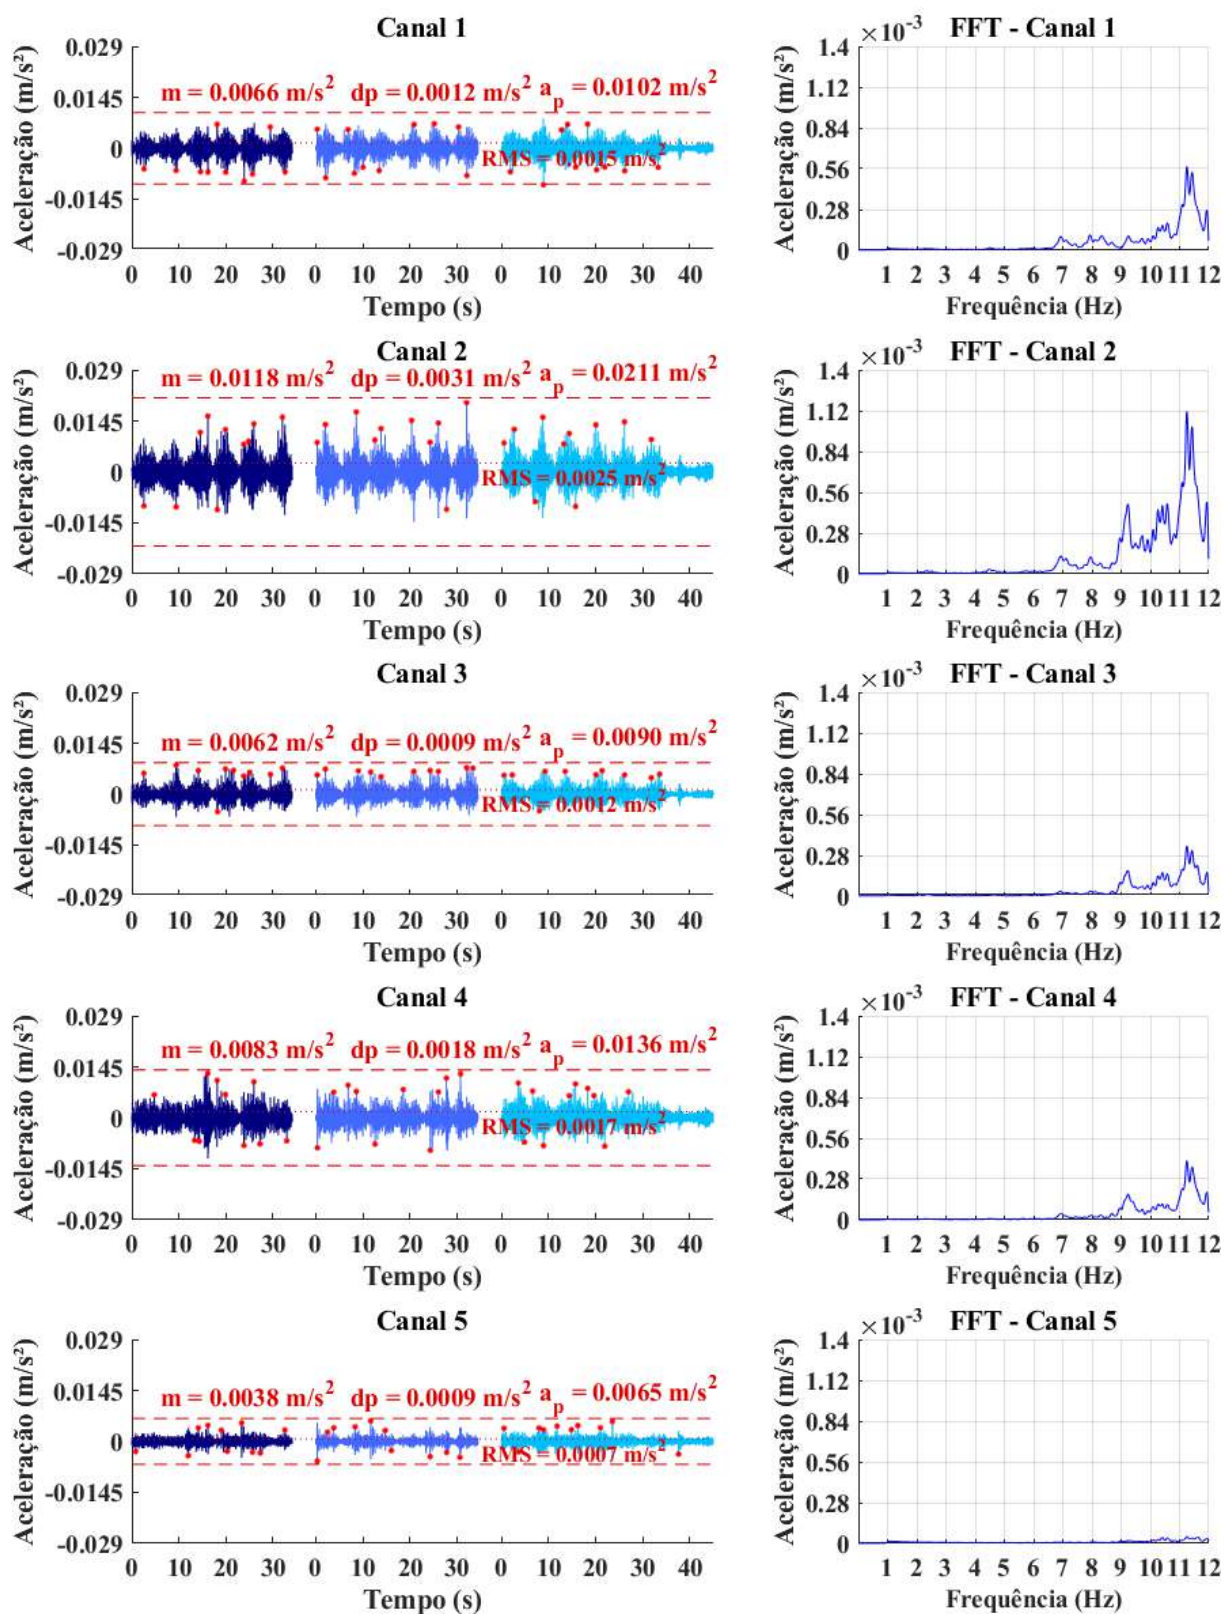 Canal 1
0.029
0.0145
0
-0.0145
-0.029
Aceleração (m/s²)
m = 0.0066 m/s² dp = 0.0012 m/s² aₚ = 0.0102 m/s²
RMS = 0.0015 m/s²
0 10 20 30 0 10 20 30 0 10 20 30 40
Tempo (s)
×10⁻³ FFT - Canal 1
1.4
1.12
0.84
0.56
0.28
0
Aceleração (m/s²)
1 2 3 4 5 6 7 8 9 10 11 12
Frequência (Hz)
Canal 2
0.029
0.0145
0
-0.0145
-0.029
Aceleração (m/s²)
m = 0.0118 m/s² dp = 0.0031 m/s² aₚ = 0.0211 m/s²
RMS = 0.0025 m/s²
0 10 20 30 0 10 20 30 0 10 20 30 40
Tempo (s)
×10⁻³ FFT - Canal 2
1.4
1.12
0.84
0.56
0.28
0
Aceleração (m/s²)
1 2 3 4 5 6 7 8 9 10 11 12
Frequência (Hz)
Canal 3
0.029
0.0145
0
-0.0145
-0.029
Aceleração (m/s²)
m = 0.0062 m/s² dp = 0.0009 m/s² aₚ = 0.0090 m/s²
RMS = 0.0012 m/s²
0 10 20 30 0 10 20 30 0 10 20 30 40
Tempo (s)
×10⁻³ FFT - Canal 3
1.4
1.12
0.84
0.56
0.28
0
Aceleração (m/s²)
1 2 3 4 5 6 7 8 9 10 11 12
Frequência (Hz)
Canal 4
0.029
0.0145
0
-0.0145
-0.029
Aceleração (m/s²)
m = 0.0083 m/s² dp = 0.0018 m/s² aₚ = 0.0136 m/s²
RMS = 0.0017 m/s²
0 10 20 30 0 10 20 30 0 10 20 30 40
Tempo (s)
×10⁻³ FFT - Canal 4
1.4
1.12
0.84
0.56
0.28
0
Aceleração (m/s²)
1 2 3 4 5 6 7 8 9 10 11 12
Frequência (Hz)
Canal 5
0.029
0.0145
0
-0.0145
-0.029
Aceleração (m/s²)
m = 0.0038 m/s² dp = 0.0009 m/s² aₚ = 0.0065 m/s²
RMS = 0.0007 m/s²
0 10 20 30 0 10 20 30 0 10 20 30 40
Tempo (s)
×10⁻³ FFT - Canal 5
1.4
1.12
0.84
0.56
0.28
0
Aceleração (m/s²)
1 2 3 4 5 6 7 8 9 10 11 12
Frequência (Hz)